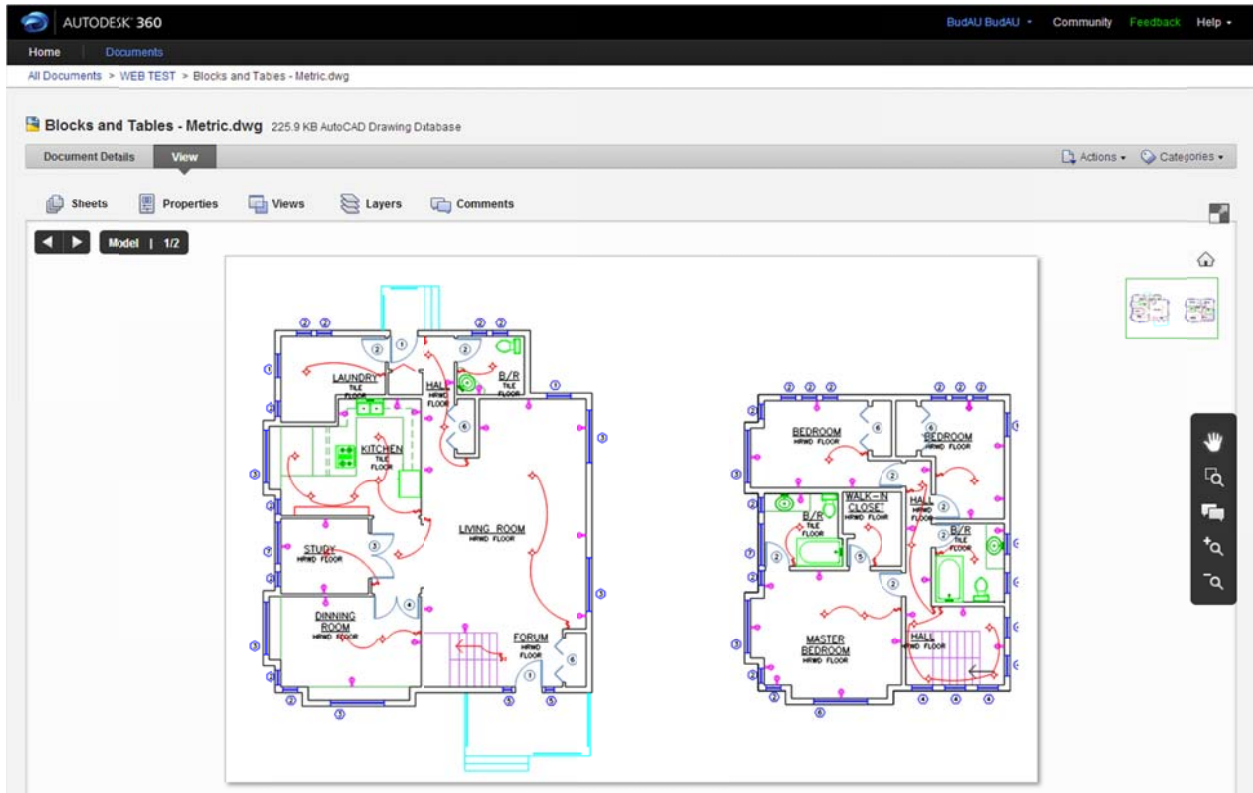 AUTODESK® 360
BudAU BudAU
Community
Feedback
Help
Home
Documents
All Documents > WEB TEST > Blocks and Tables - Metric.dwg
Blocks and Tables - Metric.dwg 225.9 KB AutoCAD Drawing Database
Document Details
View
Actions
Categories
Sheets
Properties
Views
Layers
Comments
Model | 1/2
LAUNDRY
TILE
FLOOR
HALL
HRWD
FLOOR
B/R
TILE
FLOOR
KITCHEN
TILE
FLOOR
LIVING ROOM
HRWD FLOOR
STUDY
HRWD FLOOR
DINNING
ROOM
HRWD FLOOR
FORUM
HRWD
FLOOR
BEDROOM
HRWD FLOOR
BEDROOM
HRWD FLOOR
WALK-N
CLOSE'
HRWD FLOHR
HALL
HRWD FLOOR
B/R
TILE
FLOOR
B/R
TILE
FLOOR
MASTER
BEDROOM
HRWD FLOOR
HALL
HRWD FLOOR